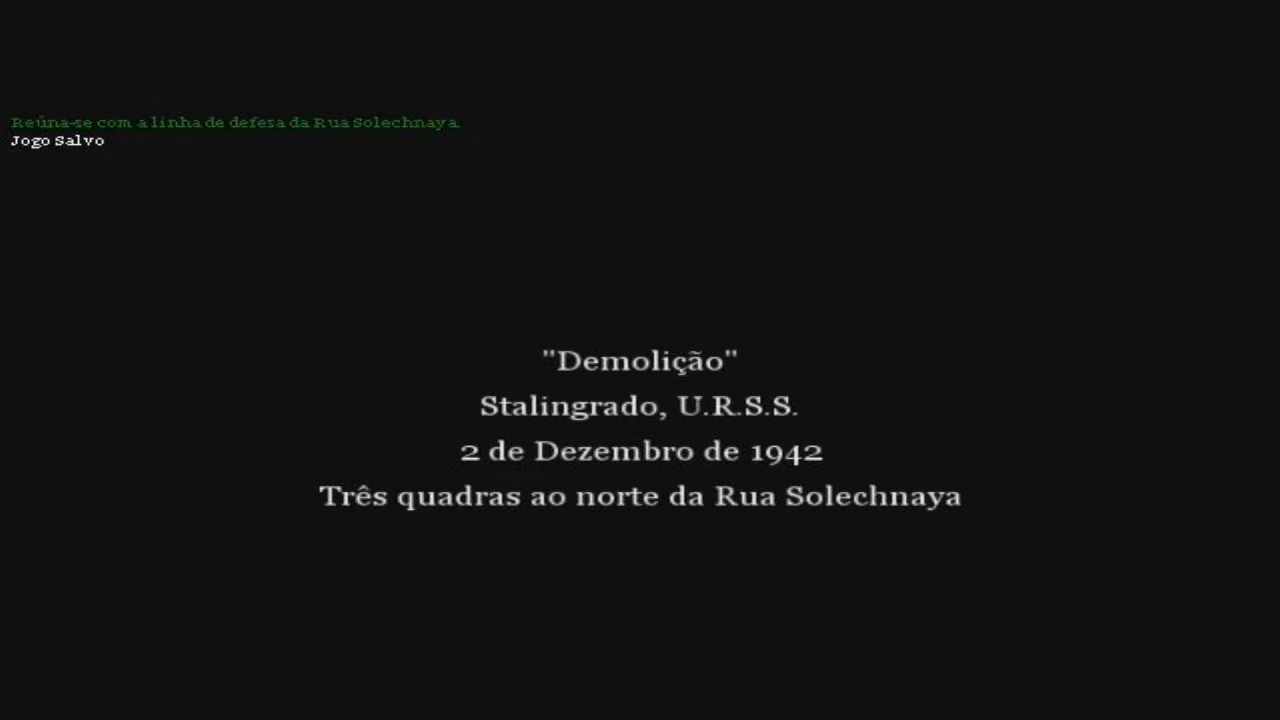 Reúna-se com a linha de defesa da Rua Solechnaya.
Jogo Salvo
"Demolição"
Stalingrado, U.R.S.S.
2 de Dezembro de 1942
Três quadras ao norte da Rua Solechnaya